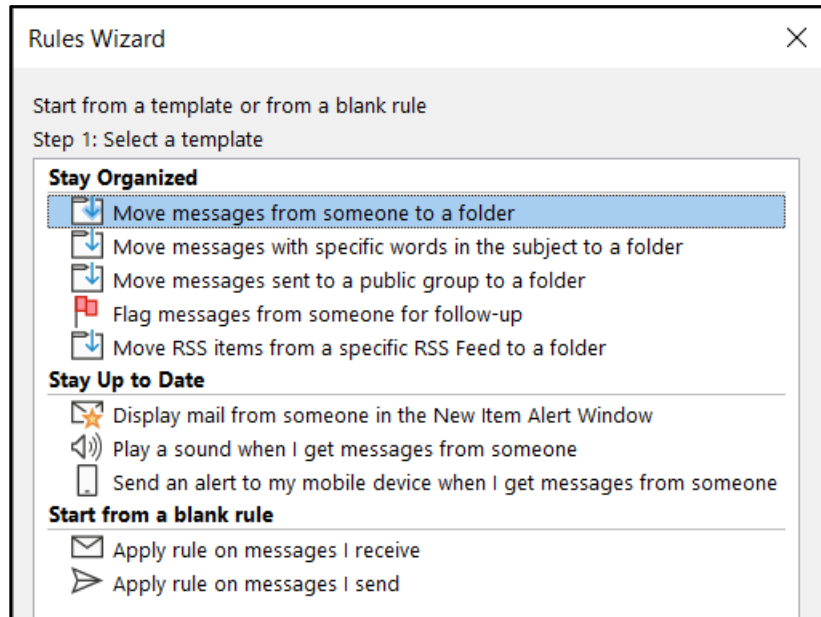 Rules Wizard
Start from a template or from a blank rule
Step 1: Select a template
Stay Organized
Move messages from someone to a folder
Move messages with specific words in the subject to a folder
Move messages sent to a public group to a folder
Flag messages from someone for follow-up
Move RSS items from a specific RSS Feed to a folder
Stay Up to Date
Display mail from someone in the New Item Alert Window
Play a sound when I get messages from someone
Send an alert to my mobile device when I get messages from someone
Start from a blank rule
Apply rule on messages I receive
Apply rule on messages I send